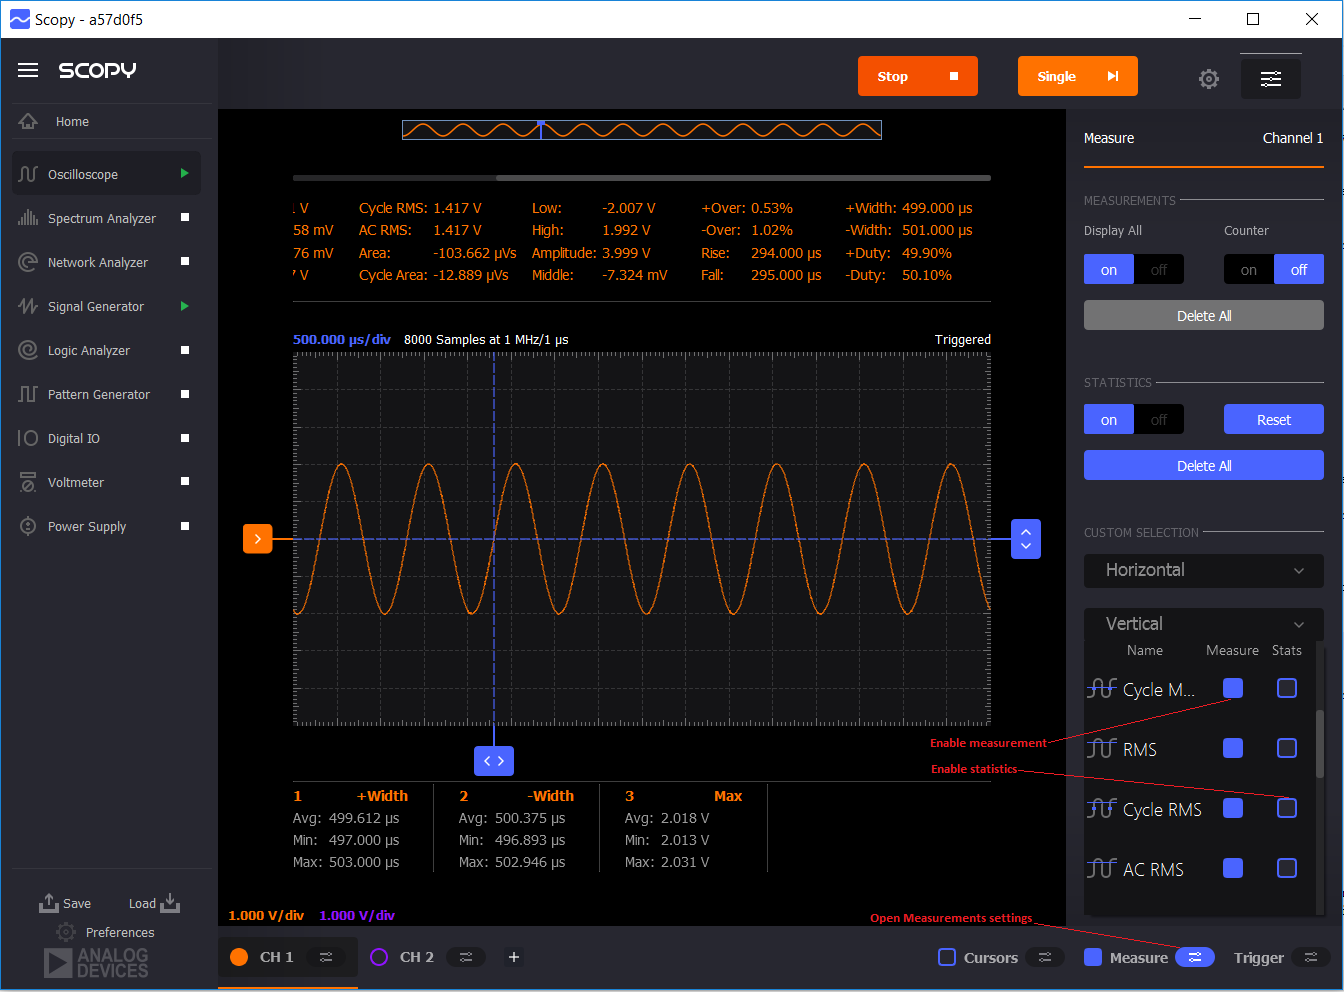 Scopy - a57d0f5
SCOPY
Stop
Single
Home
Oscilloscope
Spectrum Analyzer
Network Analyzer
Signal Generator
Logic Analyzer
Pattern Generator
Digital IO
Voltmeter
Power Supply
Save Load
Preferences
ANALOG
DEVICES
V Cycle RMS: 1.417 V Low: -2.007 V +Over: 0.53% +Width: 499.000 µs
58 mV AC RMS: 1.417 V High: 1.992 V -Over: 1.02% -Width: 501.000 µs
76 mV Area: -103.662 µVs Amplitude: 3.999 V Rise: 294.000 µs +Duty: 49.90%
V Cycle Area: -12.889 µVs Middle: -7.324 mV Fall: 295.000 µs -Duty: 50.10%
500.000 µs/div 8000 Samples at 1 MHz/1 µs Triggered
1 +Width 2 -Width 3 Max
Avg: 499.612 µs Avg: 500.375 µs Avg: 2.018 V
Min: 497.000 µs Min: 496.893 µs Min: 2.013 V
Max: 503.000 µs Max: 502.946 µs Max: 2.031 V
1.000 V/div 1.000 V/div
Measure Channel 1
MEASUREMENTS
Display All Counter
on off on off
Delete All
STATISTICS
on off Reset
Delete All
CUSTOM SELECTION
Horizontal
Vertical
Name Measure Stats
Cycle M...
RMS
Cycle RMS
AC RMS
Enable measurement
Enable statistics
Open Measurements settings
CH 1 CH 2 + Cursors Measure Trigger